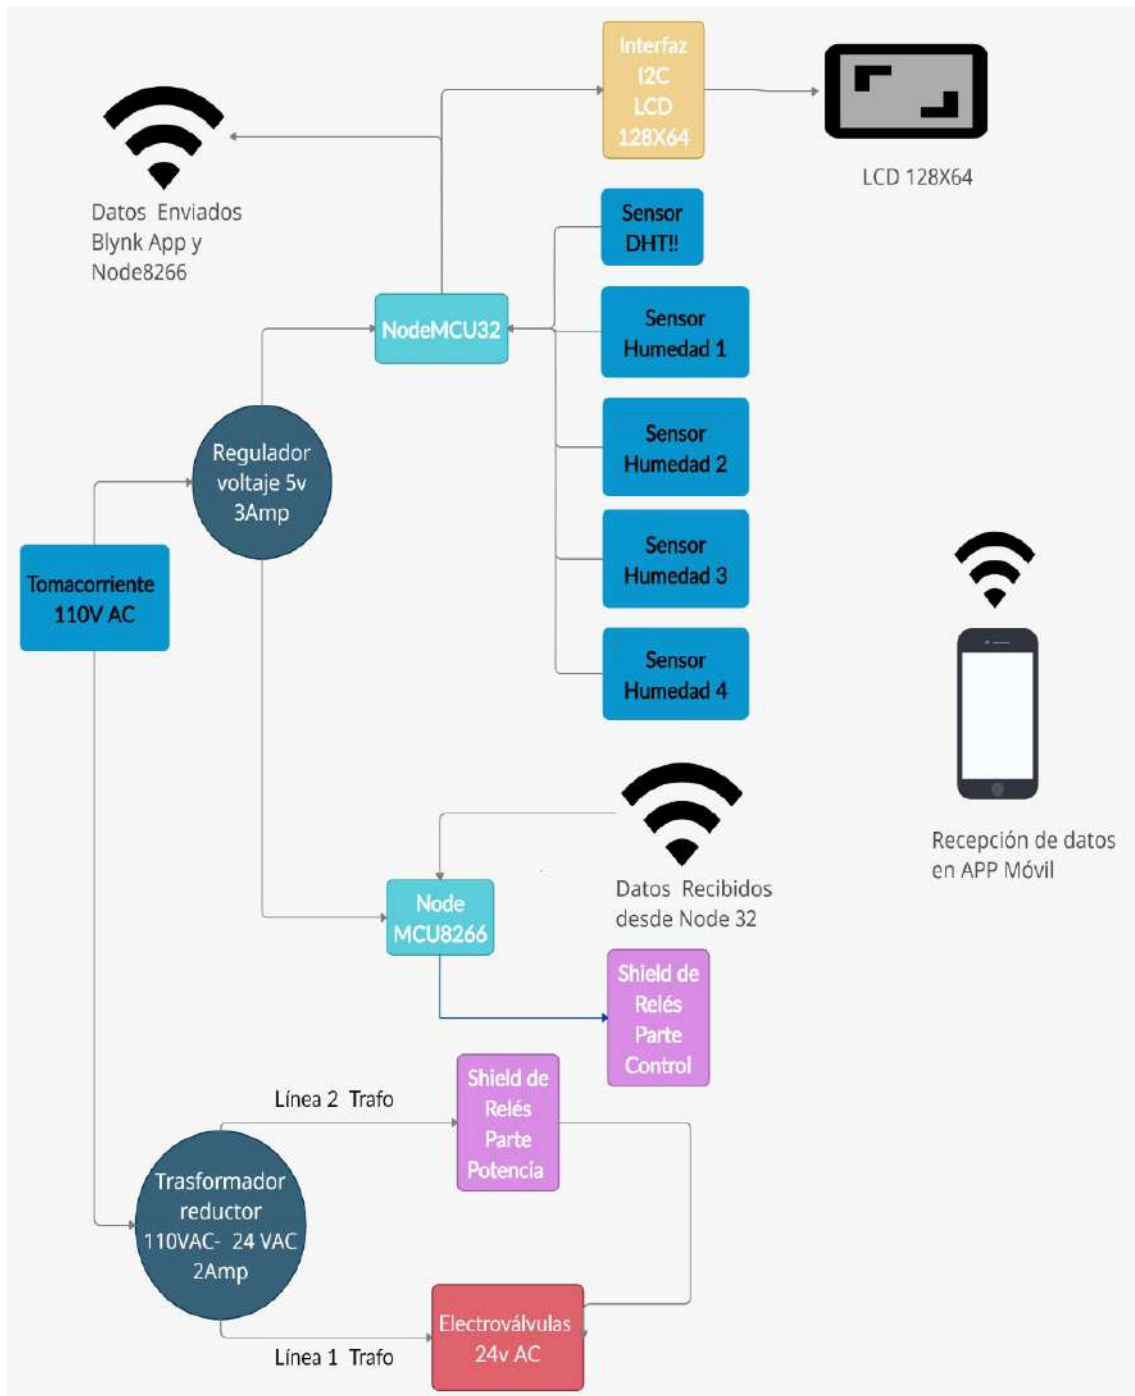 Interfaz
I2C
LCD
128X64
LCD 128X64
Datos Enviados
Blynk App y
Node8266
Sensor
DHT!!
NodeMCU32
Sensor
Humedad 1
Sensor
Humedad 2
Regulador
voltaje 5v
3Amp
Sensor
Humedad 3
Tomacorriente
110V AC
Sensor
Humedad 4
Recepción de datos
en APP Móvil
Datos Recibidos
desde Node 32
Node
MCU8266
Shield de
Relés
Parte
Control
Shield de
Relés
Parte
Potencia
Línea 2 Trafo
Trasformador
reductor
110VAC- 24 VAC
2Amp
Electroválvulas
24v AC
Línea 1 Trafo